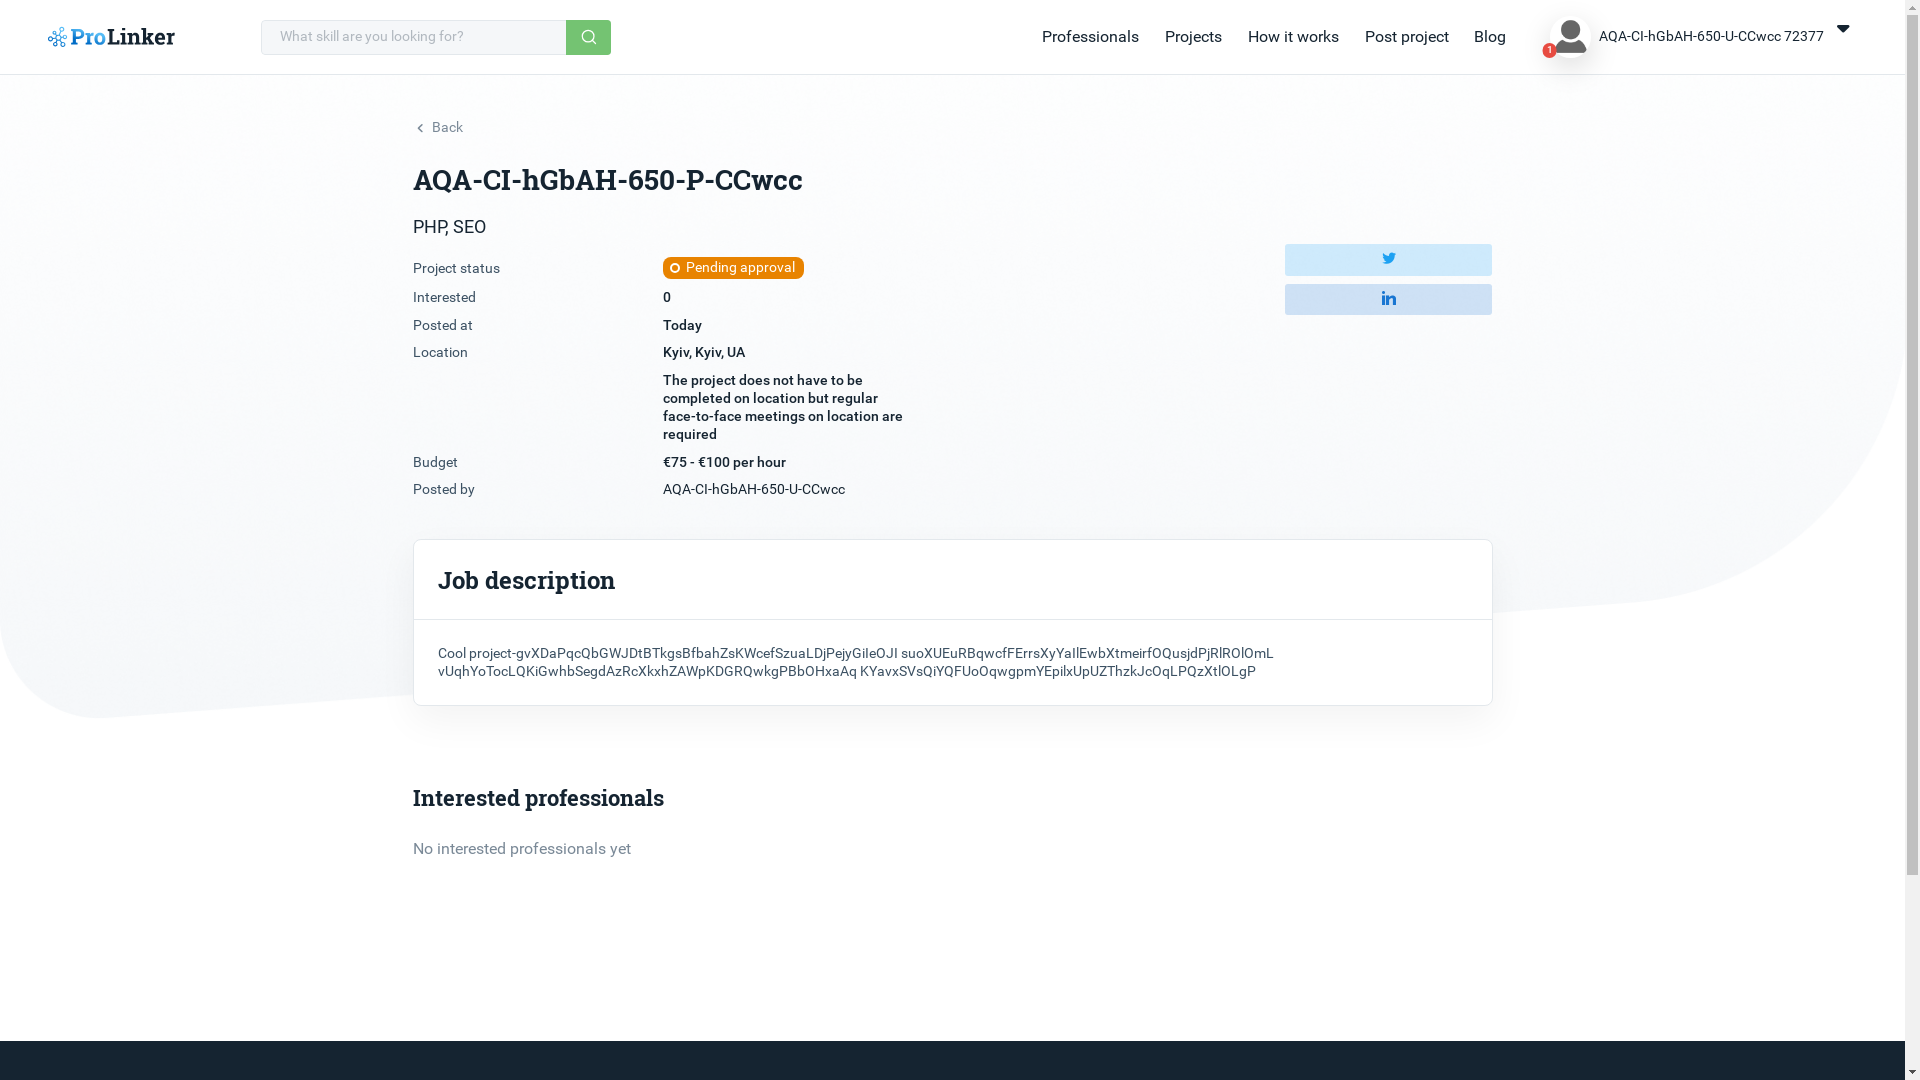 ProLinker
What skill are you looking for?
Professionals
Projects
How it works
Post project
Blog
1
AQA-CI-hGbAH-650-U-CCwcc 72377
Back
AQA-CI-hGbAH-650-P-CCwcc
PHP, SEO
Project status
Pending approval
Interested
0
Posted at
Today
Location
Kyiv, Kyiv, UA
The project does not have to be
completed on location but regular
face-to-face meetings on location are
required
Budget
€75 - €100 per hour
Posted by
AQA-CI-hGbAH-650-U-CCwcc
Job description
Cool project-gvXDaPqcQbGWJDtBTkgsBfbahZsKWcefSzuaLDjPejyGiIeOJI suoXUEuRBqwcfFErrsXyYaIlEwbXtmeirfOQusjdPjRlROlOmL
vUqhYoTocLQKiGwhbSegdAzRcXkxhZAWpKDGRQwkgPBbOHxaAq KYavxSVsQiYQFUoOqwgpmYEpilxUpUZThzkJcOqLPQzXtlOLgP
Interested professionals
No interested professionals yet